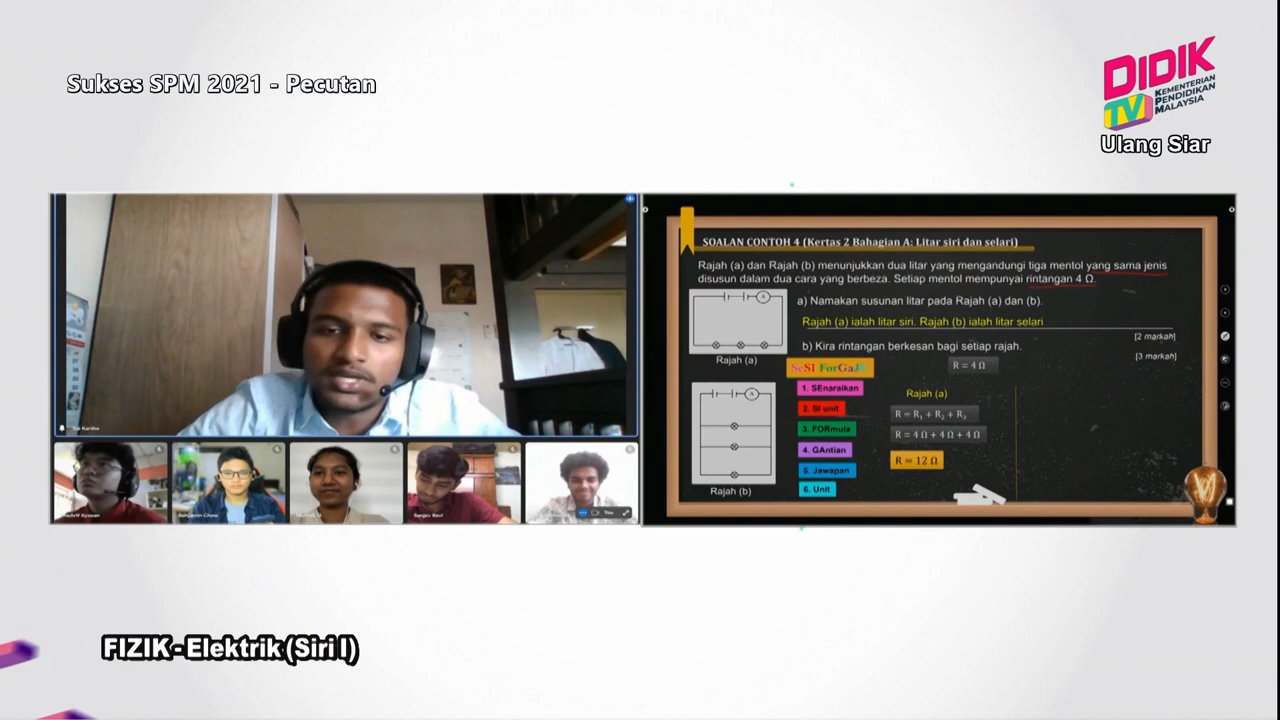 Sukses SPM 2021 - Pecutan
DIDIK
TV
KEMENTERIAN
PENDIDIKAN
MALAYSIA
Ulang Siar
SOALAN CONTOH 4 (Kertas 2 Bahagian A: Litar siri dan selari)
Rajah (a) dan Rajah (b) menunjukkan dua litar yang mengandungi tiga mentol yang sama jenis
disusun dalam dua cara yang berbeza. Setiap mentol mempunyai rintangan 4 Ω.
A
a) Namakan susunan litar pada Rajah (a) dan (b).
Rajah (a) ialah litar siri. Rajah (b) ialah litar selari
[2 markah]
b) Kira rintangan berkesan bagi setiap rajah.
[3 markah]
Rajah (a)
SeSI ForGaJU
R = 4 Ω
1. SEnaraikan
A
Rajah (a)
2. SI unit
R = R₁ + R₂ + R₃
3. FORmula
R = 4 Ω + 4 Ω + 4 Ω
4. GAntian
R = 12 Ω
5. Jawapan
6. Unit
Rajah (b)
Sanjay Ravi
You
FIZIK - Elektrik (Siri I)